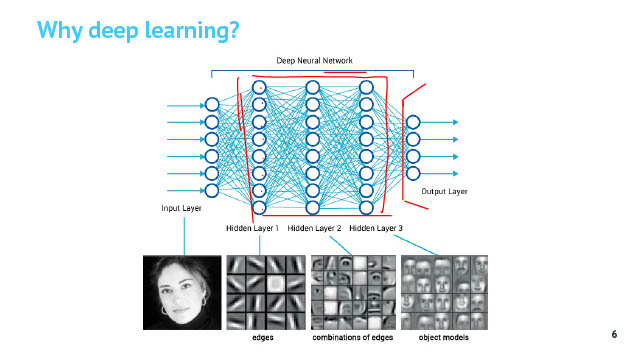 Why deep learning?
Deep Neural Network
Input Layer
Output Layer
Hidden Layer 1 Hidden Layer 2 Hidden Layer 3
edges combinations of edges object models
6